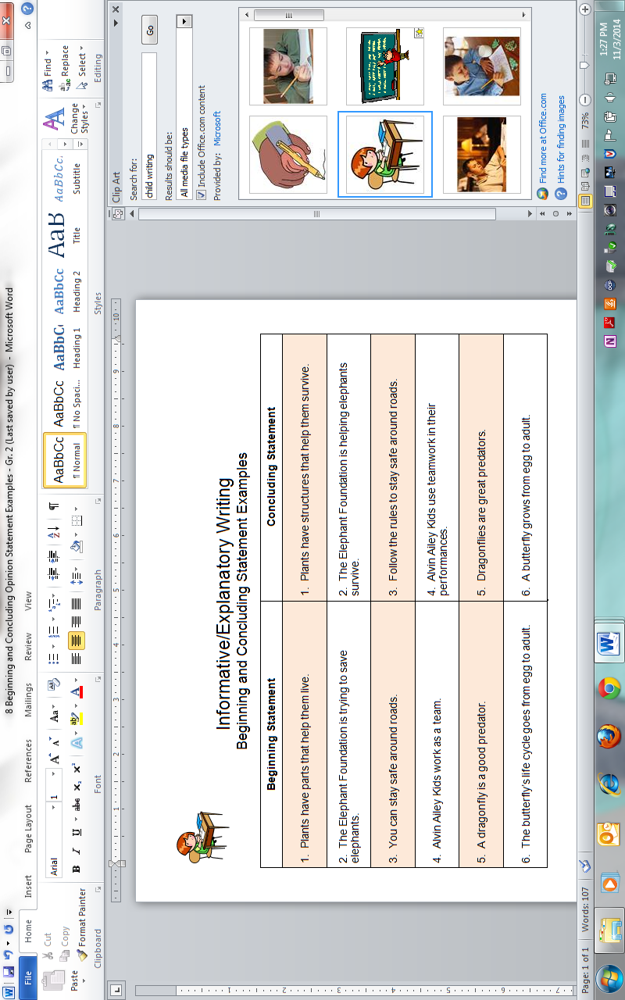 8 Beginning and Concluding Opinion Statement Examples - Gr. 2 (Last saved by user) - Microsoft Word
File
Home
Insert
Page Layout
References
Mailings
Review
View
Paste
Cut
Copy
Format Painter
Clipboard
Arial
1
Font
Paragraph
AaBbCc
¶ Normal
AaBbCc
¶ No Spaci...
AaBbC
Heading 1
AaBbCc
Heading 2
AaB
Title
AaBbCc.
Subtitle
Change
Styles
Styles
Find
Replace
Select
Editing
Informative/Explanatory Writing
Beginning and Concluding Statement Examples
Beginning Statement
Concluding Statement
1. Plants have parts that help them live.
1. Plants have structures that help them survive.
2. The Elephant Foundation is trying to save
elephants.
2. The Elephant Foundation is helping elephants
survive.
3. You can stay safe around roads.
3. Follow the rules to stay safe around roads.
4. Alvin Ailey Kids work as a team.
4. Alvin Ailey Kids use teamwork in their
performances.
5. A dragonfly is a good predator.
5. Dragonflies are great predators.
6. The butterfly's life cycle goes from egg to adult.
6. A butterfly grows from egg to adult.
Clip Art
Search for:
child writing
Go
Results should be:
All media file types
Include Office.com content
Provided by: Microsoft
Find more at Office.com
Hints for finding images
Page: 1 of 1
Words: 107
73%
1:27 PM
11/3/2014